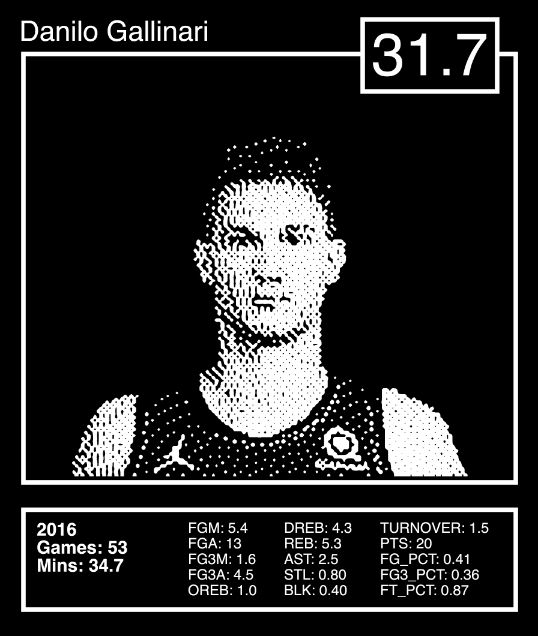 Danilo Gallinari
31.7
2016
Games: 53
Mins: 34.7
FGM: 5.4
FGA: 13
FG3M: 1.6
FG3A: 4.5
OREB: 1.0
DREB: 4.3
REB: 5.3
AST: 2.5
STL: 0.80
BLK: 0.40
TURNOVER: 1.5
PTS: 20
FG_PCT: 0.41
FG3_PCT: 0.36
FT_PCT: 0.87